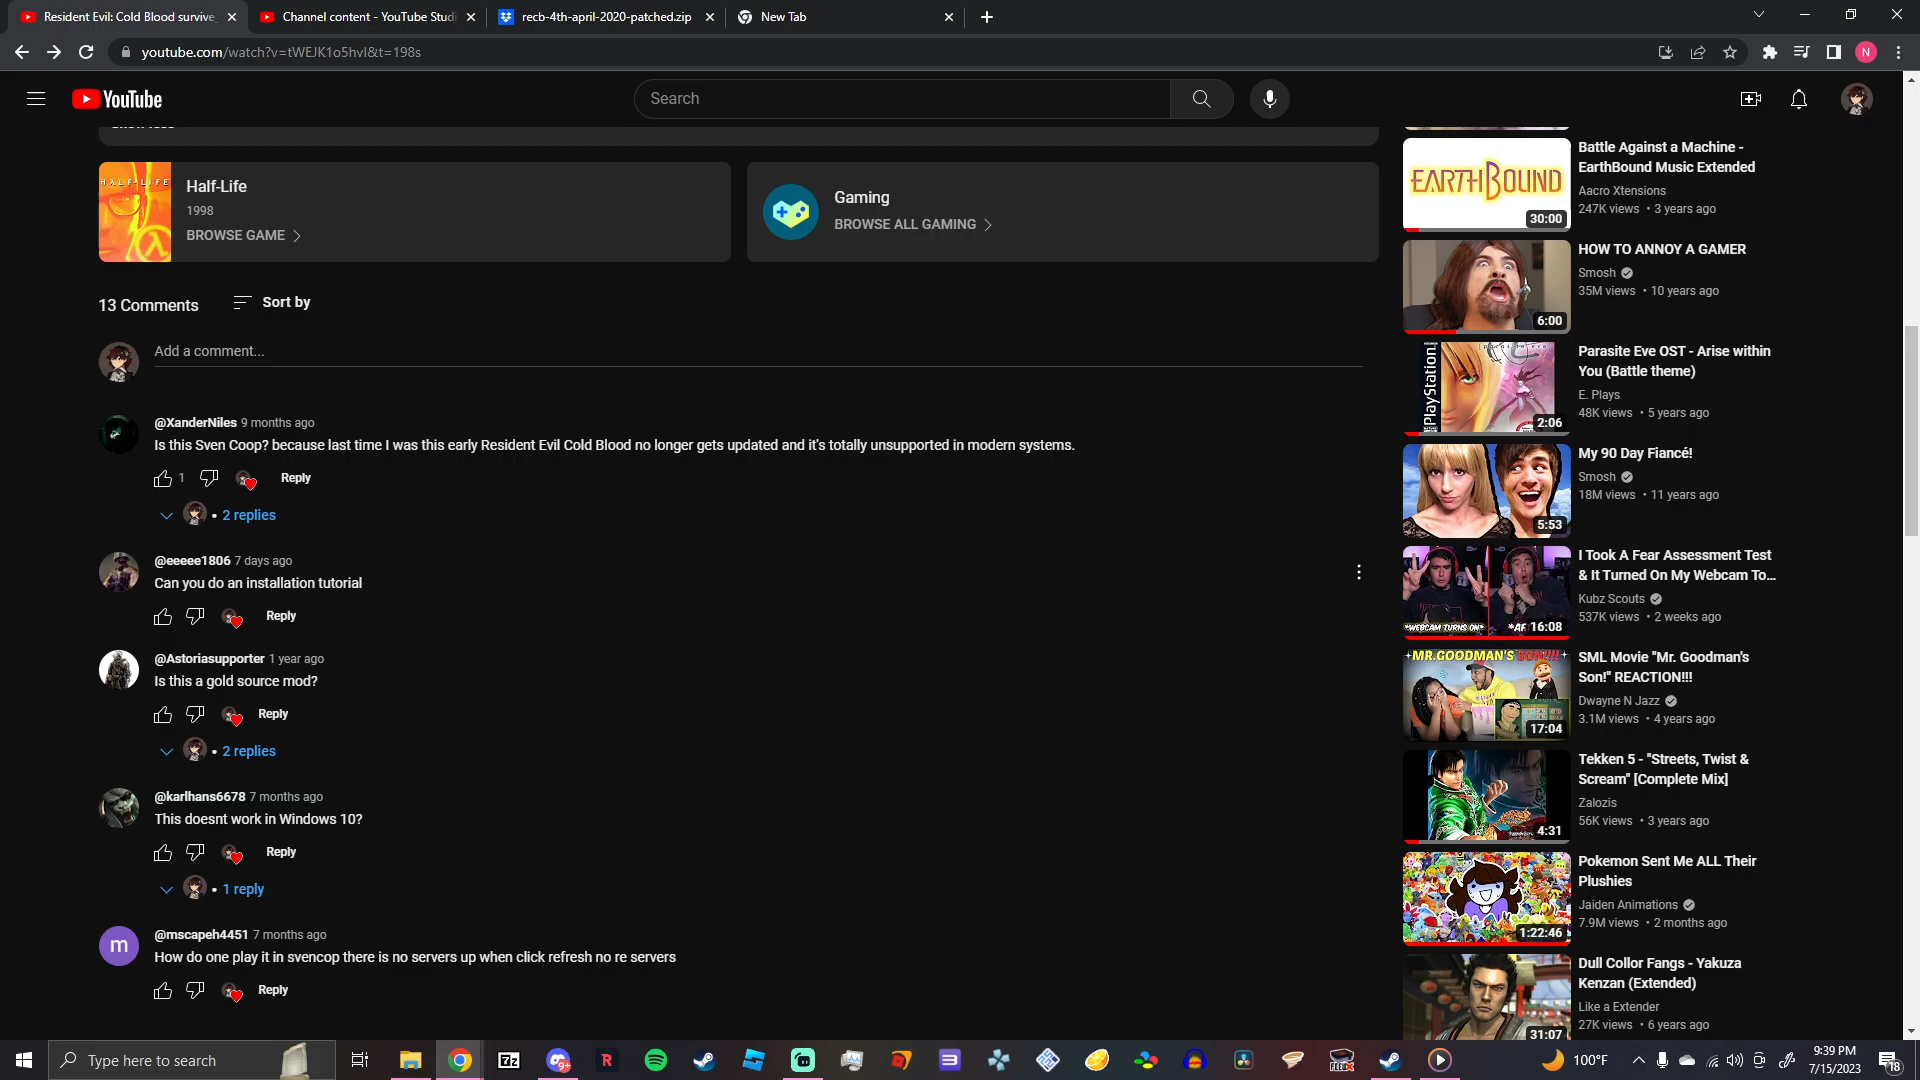 Resident Evil: Cold Blood survive
Channel content - YouTube Studi
recb-4th-april-2020-patched.zip
New Tab
youtube.com/watch?v=tWEJK1o5hvI&t=198s
N
YouTube
Search
Half-Life
1998
BROWSE GAME
Gaming
BROWSE ALL GAMING
13 Comments
Sort by
Add a comment...
@XanderNiles 9 months ago
Is this Sven Coop? because last time I was this early Resident Evil Cold Blood no longer gets updated and it's totally unsupported in modern systems.
1
Reply
• 2 replies
@eeeee1806 7 days ago
Can you do an installation tutorial
Reply
@Astoriasupporter 1 year ago
Is this a gold source mod?
Reply
• 2 replies
@karlhans6678 7 months ago
This doesnt work in Windows 10?
Reply
• 1 reply
m
@mscapeh4451 7 months ago
How do one play it in svencop there is no servers up when click refresh no re servers
Reply
EARTHBOUND
30:00
Battle Against a Machine -
EarthBound Music Extended
Aacro Xtensions
247K views • 3 years ago
6:00
HOW TO ANNOY A GAMER
Smosh
35M views • 10 years ago
PlayStation
2:06
Parasite Eve OST - Arise within
You (Battle theme)
E. Plays
48K views • 5 years ago
5:53
My 90 Day Fiancé!
Smosh
18M views • 11 years ago
*WEBCAM TURNS ON*
*AF
16:08
I Took A Fear Assessment Test
& It Turned On My Webcam To...
Kubz Scouts
537K views • 2 weeks ago
MR.GOODMAN'S SON!!!!
17:04
SML Movie "Mr. Goodman's
Son!" REACTION!!!
Dwayne N Jazz
3.1M views • 4 years ago
4:31
Tekken 5 - "Streets, Twist &
Scream" [Complete Mix]
Zalozis
56K views • 3 years ago
1:22:46
Pokemon Sent Me ALL Their
Plushies
Jaiden Animations
7.9M views • 2 months ago
31:07
Dull Collor Fangs - Yakuza
Kenzan (Extended)
Like a Extender
27K views • 6 years ago
Type here to search
100°F
9:39 PM
7/15/2023
18